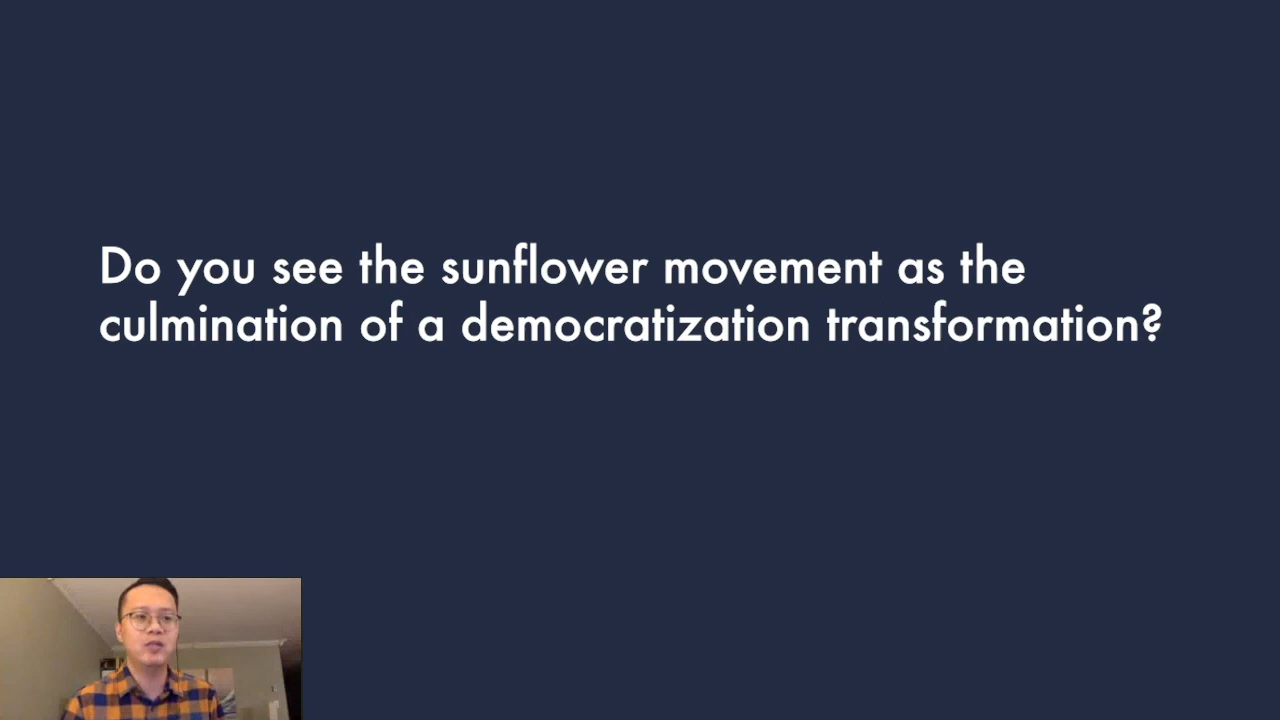 Do you see the sunflower movement as the
culmination of a democratization transformation?